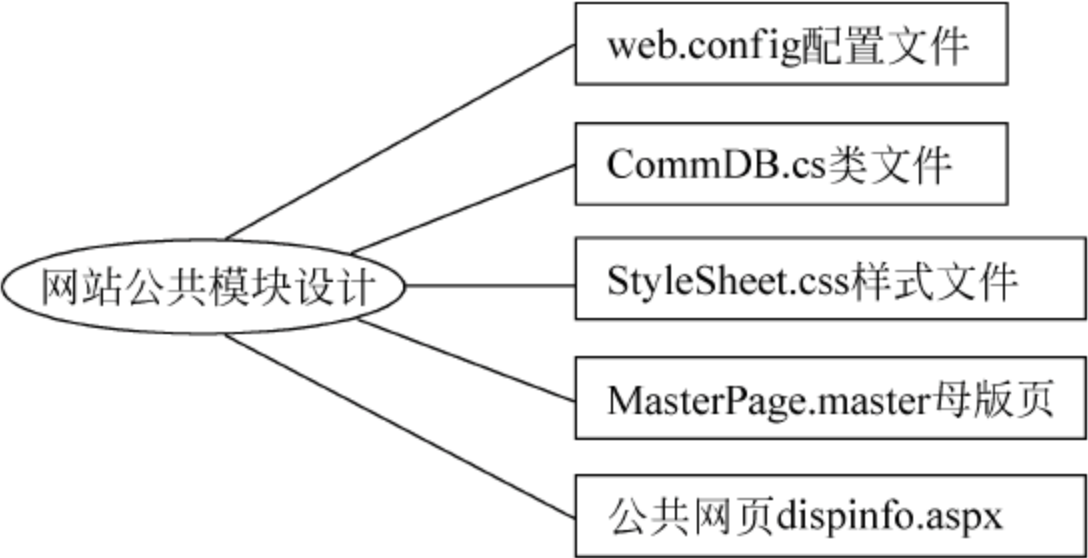 web.config配置文件
CommDB.cs类文件
网站公共模块设计
StyleSheet.css样式文件
MasterPage.master母版页
公共网页dispinfo.aspx